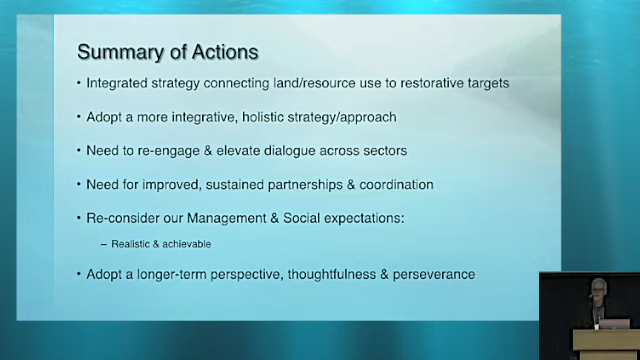 Summary of Actions
• Integrated strategy connecting land/resource use to restorative targets
• Adopt a more integrative, holistic strategy/approach
• Need to re-engage & elevate dialogue across sectors
• Need for improved, sustained partnerships & coordination
• Re-consider our Management & Social expectations:
– Realistic & achievable
• Adopt a longer-term perspective, thoughtfulness & perseverance